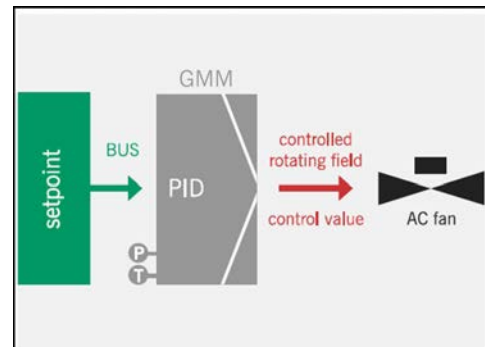 GMM
setpoint
BUS
PID
controlled
rotating field
control value
AC fan
P
T